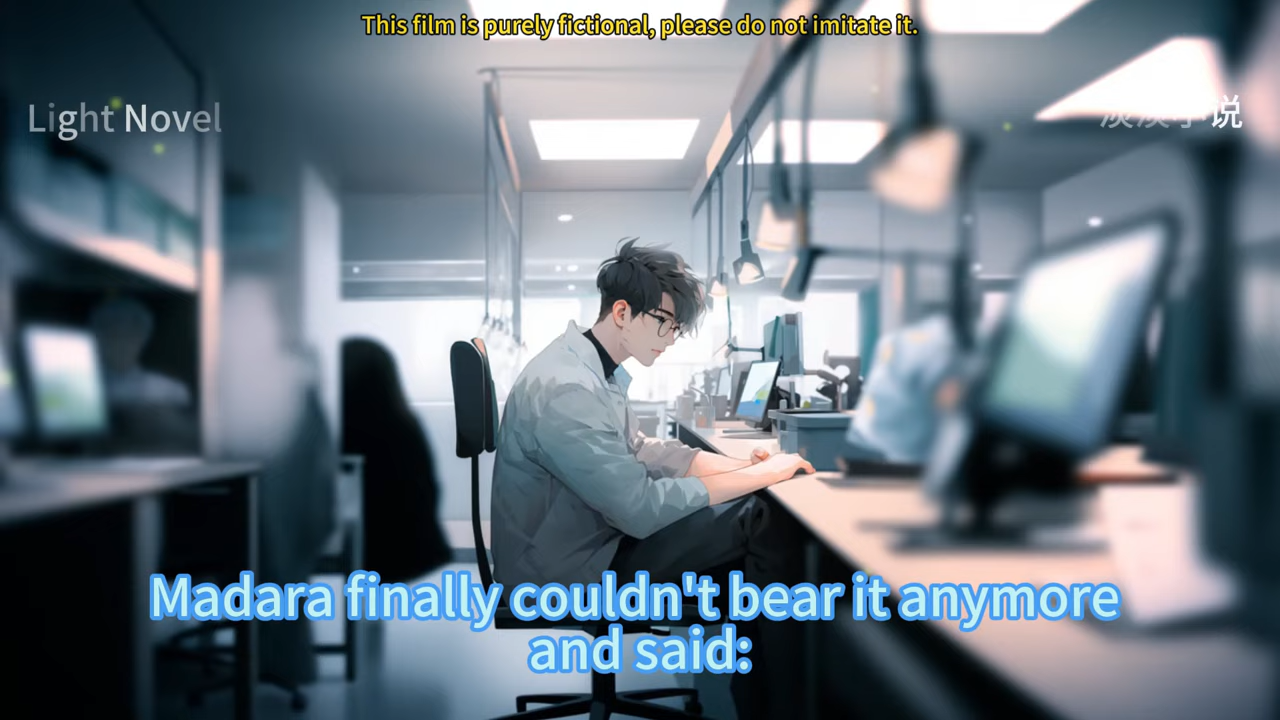 This film is purely fictional, please do not imitate it.
Light Novel
小说
Madara finally couldn't bear it anymore
and said: